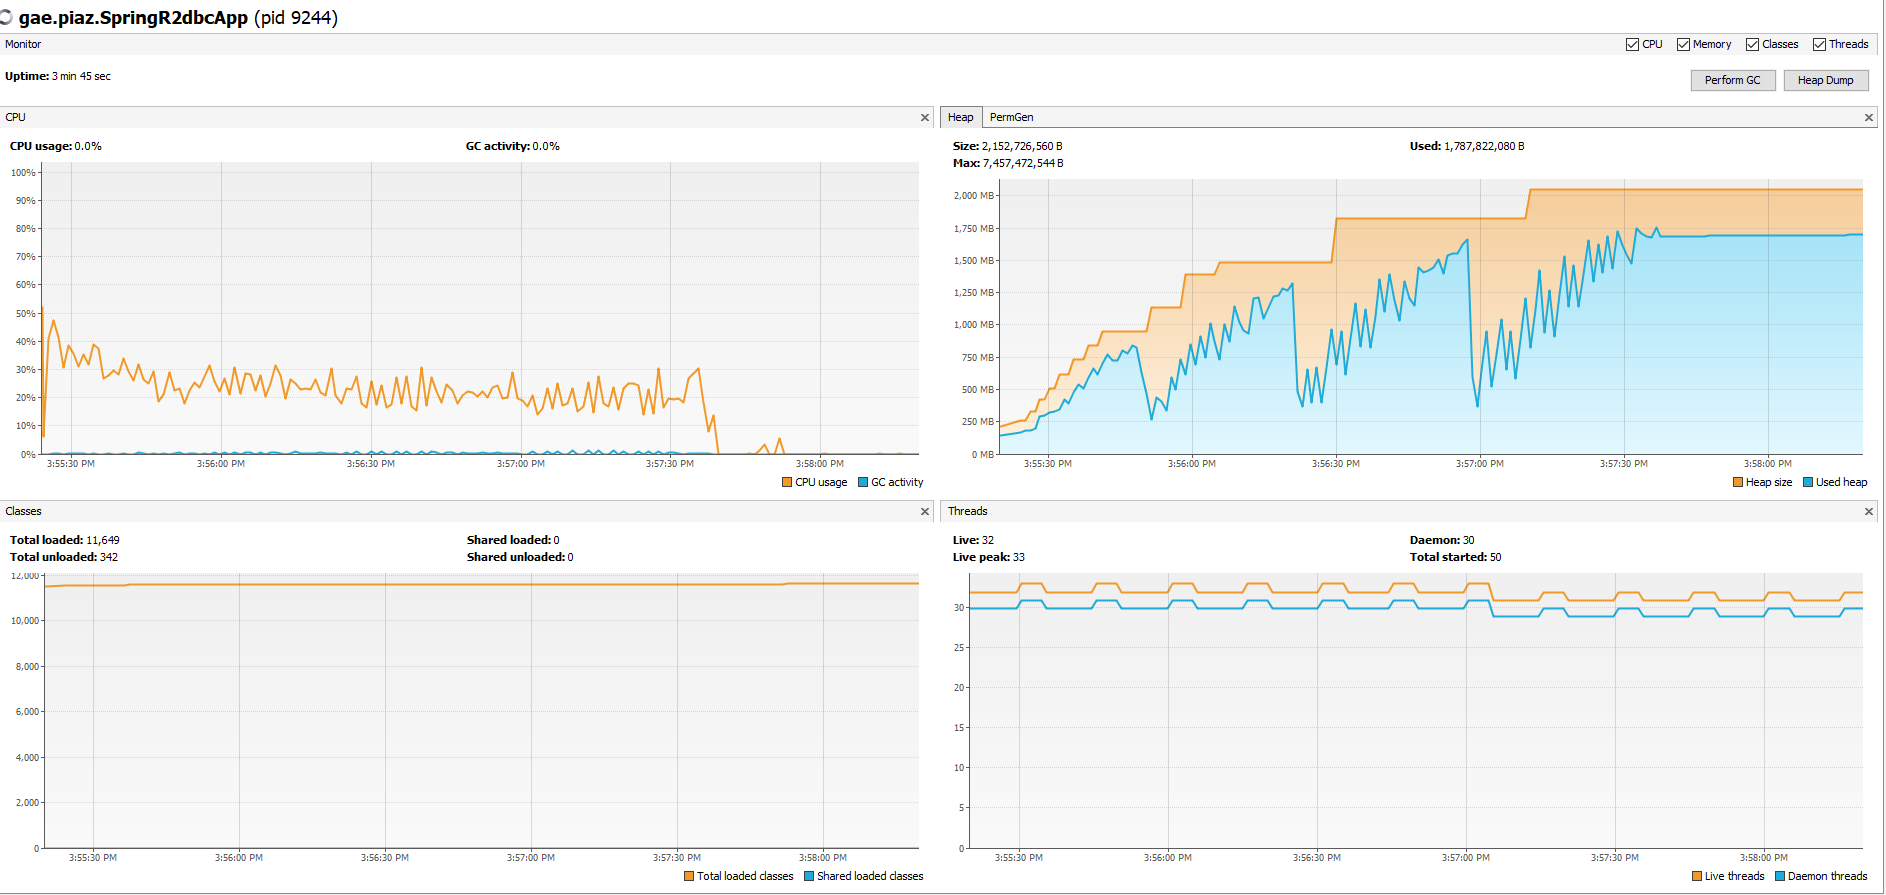 gae.piaz.SpringR2dbcApp (pid 9244)
Monitor
CPU Memory Classes Threads
Uptime: 3 min 45 sec
Perform GC Heap Dump
CPU
CPU usage: 0.0% GC activity: 0.0%
100%
90%
80%
70%
60%
50%
40%
30%
20%
10%
0%
3:55:30 PM 3:56:00 PM 3:56:30 PM 3:57:00 PM 3:57:30 PM 3:58:00 PM
CPU usage GC activity
Heap PermGen
Size: 2,152,726,560 B Used: 1,787,822,080 B
Max: 7,457,472,544 B
2,000 MB
1,750 MB
1,500 MB
1,250 MB
1,000 MB
750 MB
500 MB
250 MB
0 MB
3:55:30 PM 3:56:00 PM 3:56:30 PM 3:57:00 PM 3:57:30 PM 3:58:00 PM
Heap size Used heap
Classes
Total loaded: 11,649 Shared loaded: 0
Total unloaded: 342 Shared unloaded: 0
12,000
10,000
8,000
6,000
4,000
2,000
0
3:55:30 PM 3:56:00 PM 3:56:30 PM 3:57:00 PM 3:57:30 PM 3:58:00 PM
Total loaded classes Shared loaded classes
Threads
Live: 32 Daemon: 30
Live peak: 33 Total started: 50
30
25
20
15
10
5
0
3:55:30 PM 3:56:00 PM 3:56:30 PM 3:57:00 PM 3:57:30 PM 3:58:00 PM
Live threads Daemon threads